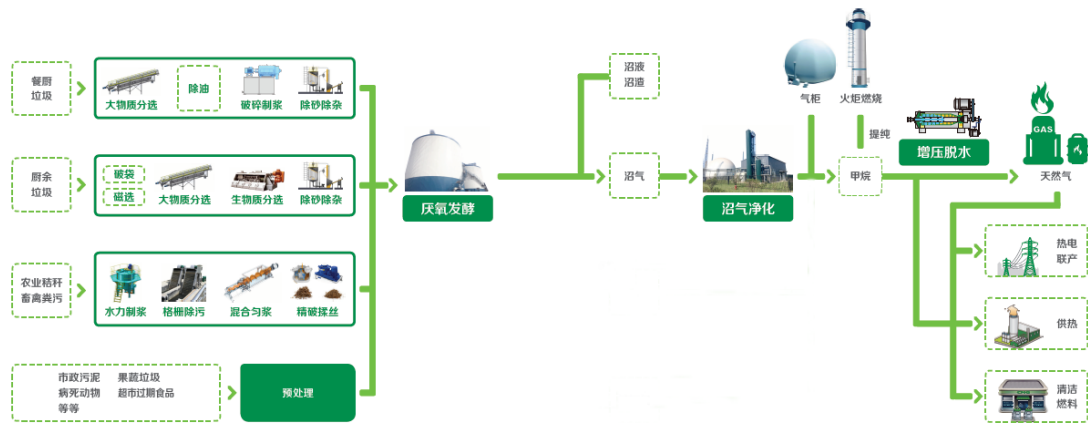 餐厨
垃圾
大物质分选
除油
破碎制浆
除砂除杂
厨余
垃圾
破袋
磁选
大物质分选
生物质分选
除砂除杂
农业秸秆
畜禽粪污
水力制浆
格栅除污
混合匀浆
精破揉丝
市政污泥 果蔬垃圾
病死动物 超市过期食品
等等
预处理
厌氧发酵
沼液
沼渣
沼气
沼气净化
气柜
火炬燃烧
提纯
甲烷
增压脱水
GAS
天然气
热电
联产
供热
清洁
燃料